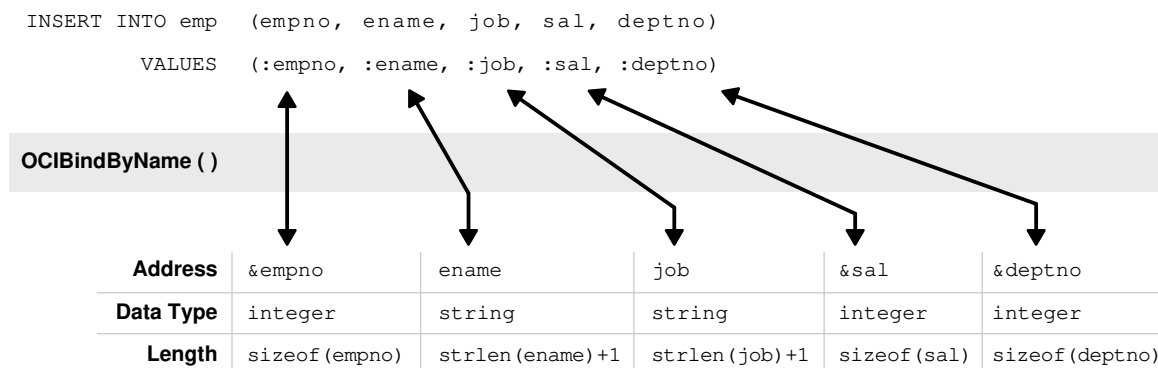 INSERT INTO emp (empno, ename, job, sal, deptno)
VALUES (:empno, :ename, :job, :sal, :deptno)
OCIBindByName ( )
Address &empno ename job &sal &deptno
Data Type integer string string integer integer
Length sizeof(empno) strlen(ename)+1 strlen(job)+1 sizeof(sal) sizeof(deptno)